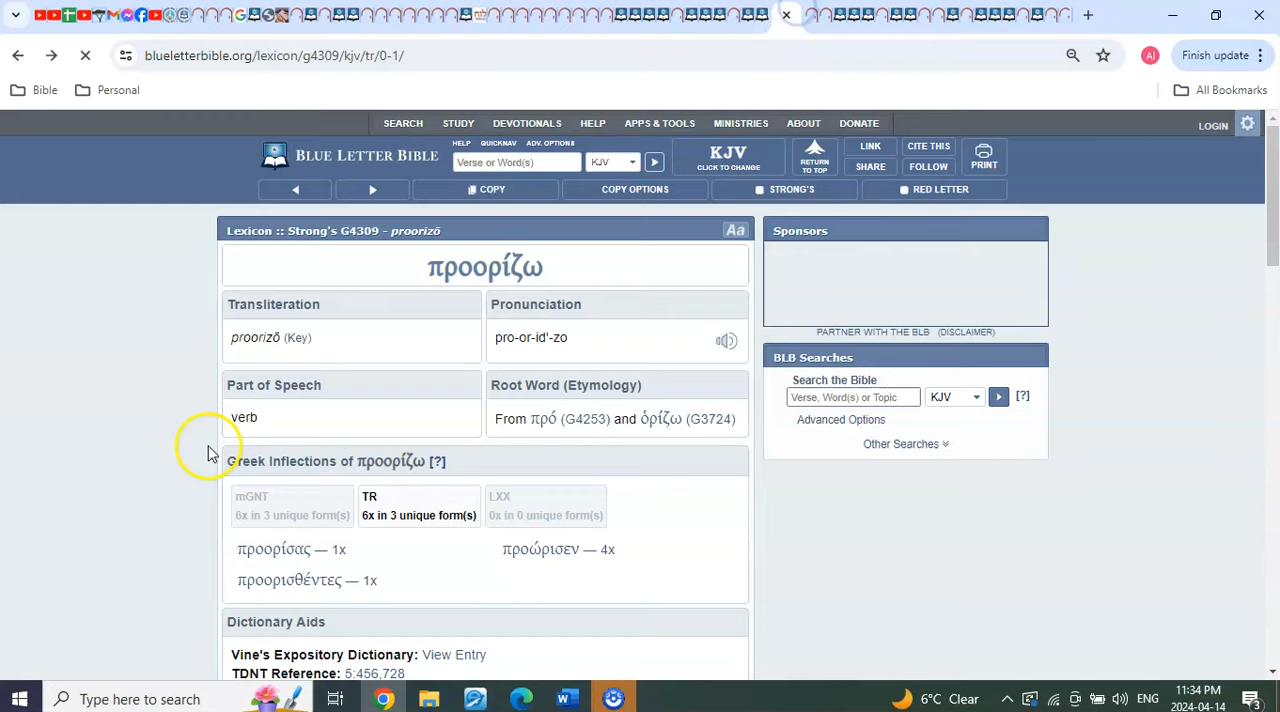 blueletterbible.org/lexicon/g4309/kjv/tr/0-1/
AI
Finish update
Bible
Personal
All Bookmarks
SEARCH STUDY DEVOTIONALS HELP APPS & TOOLS MINISTRIES ABOUT DONATE
LOGIN
BLUE LETTER BIBLE
HELP QUICKNAV ADV. OPTIONS
Verse or Word(s)
KJV
KJV
CLICK TO CHANGE
RETURN
TO TOP
LINK
CITE THIS
SHARE
FOLLOW
PRINT
COPY
COPY OPTIONS
STRONG'S
RED LETTER
Lexicon :: Strong's G4309 - proorizō
Aa
προορίζω
Transliteration
proorizō (Key)
Pronunciation
pro-or-id'-zo
Part of Speech
verb
Root Word (Etymology)
From πρό (G4253) and ὁρίζω (G3724)
Greek Inflections of προορίζω [?]
mGNT
6x in 3 unique form(s)
TR
6x in 3 unique form(s)
LXX
0x in 0 unique form(s)
προορίσας — 1x
προώρισεν — 4x
προορισθέντες — 1x
Dictionary Aids
Vine's Expository Dictionary: View Entry
TDNT Reference: 5:456,728
Sponsors
PARTNER WITH THE BLB (DISCLAIMER)
BLB Searches
Search the Bible
Verse, Word(s) or Topic
KJV
[?]
Advanced Options
Other Searches
Type here to search
6°C Clear
ENG
11:34 PM
2024-04-14
3